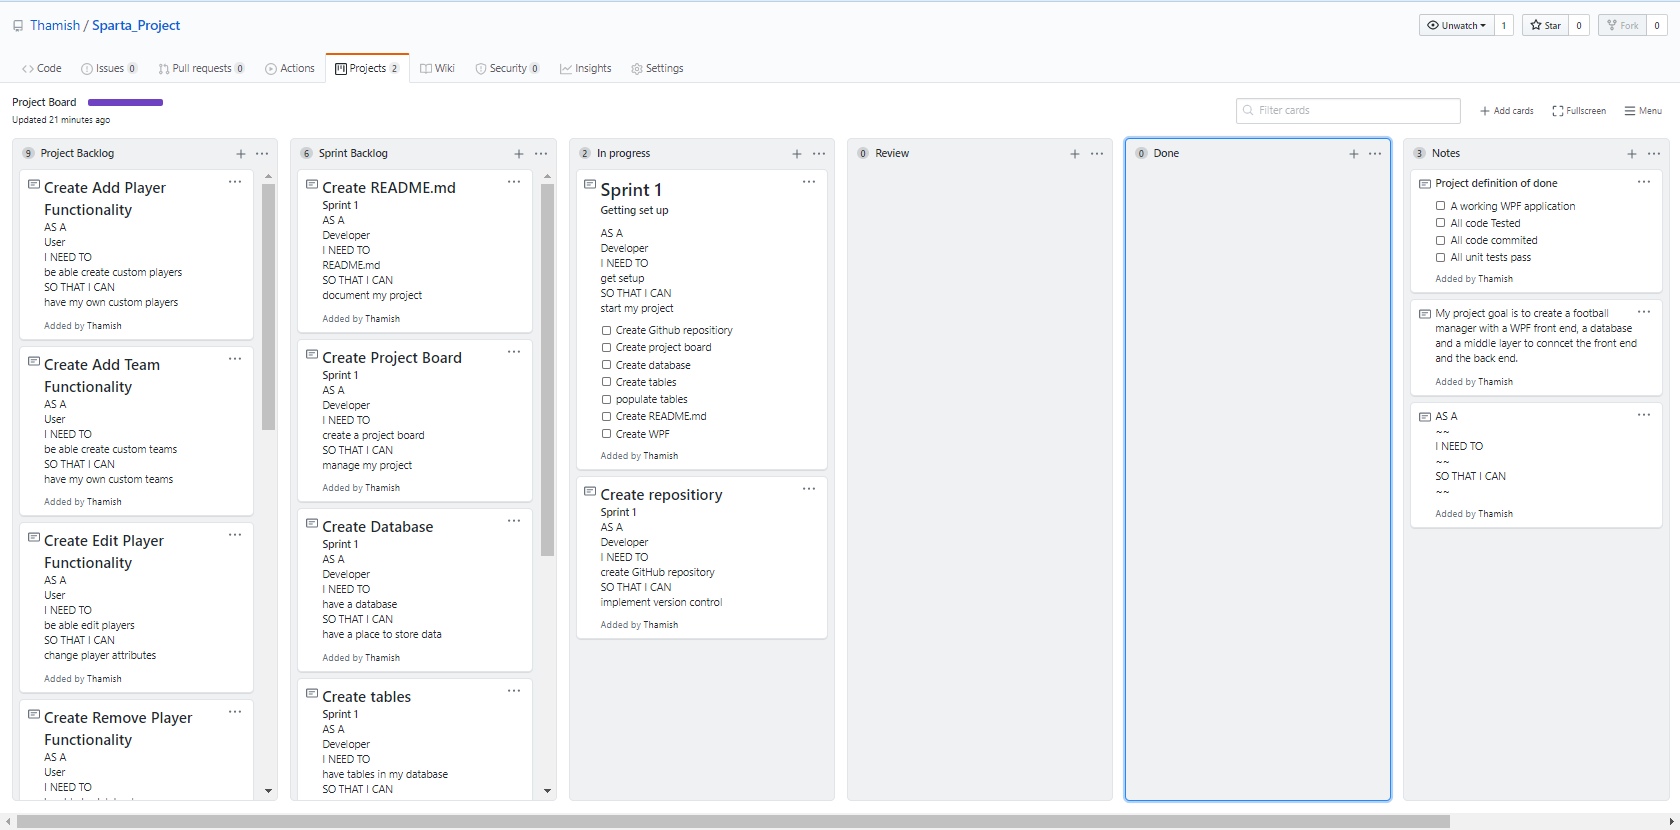 Thamish / Sparta_Project
Unwatch 1
Star 0
Fork 0
Code
Issues 0
Pull requests 0
Actions
Projects 2
Wiki
Security 0
Insights
Settings
Project Board
Updated 21 minutes ago
Filter cards
Add cards
Fullscreen
Menu
9 Project Backlog
Create Add Player
Functionality
AS A
User
I NEED TO
be able create custom players
SO THAT I CAN
have my own custom players
Added by Thamish
Create Add Team
Functionality
AS A
User
I NEED TO
be able create custom teams
SO THAT I CAN
have my own custom teams
Added by Thamish
Create Edit Player
Functionality
AS A
User
I NEED TO
be able edit players
SO THAT I CAN
change player attributes
Added by Thamish
Create Remove Player
Functionality
AS A
User
I NEED TO
6 Sprint Backlog
Create README.md
Sprint 1
AS A
Developer
I NEED TO
README.md
SO THAT I CAN
document my project
Added by Thamish
Create Project Board
Sprint 1
AS A
Developer
I NEED TO
create a project board
SO THAT I CAN
manage my project
Added by Thamish
Create Database
Sprint 1
AS A
Developer
I NEED TO
have a database
SO THAT I CAN
have a place to store data
Added by Thamish
Create tables
Sprint 1
AS A
Developer
I NEED TO
have tables in my database
SO THAT I CAN
2 In progress
Sprint 1
Getting set up
AS A
Developer
I NEED TO
get setup
SO THAT I CAN
start my project
Create Github repositiory
Create project board
Create database
Create tables
populate tables
Create README.md
Create WPF
Added by Thamish
Create repositiory
Sprint 1
AS A
Developer
I NEED TO
create GitHub repository
SO THAT I CAN
implement version control
Added by Thamish
0 Review
0 Done
3 Notes
Project definition of done
A working WPF application
All code Tested
All code commited
All unit tests pass
Added by Thamish
My project goal is to create a football
manager with a WPF front end, a database
and a middle layer to conncet the front end
and the back end.
Added by Thamish
AS A
~~
I NEED TO
~~
SO THAT I CAN
~~
Added by Thamish